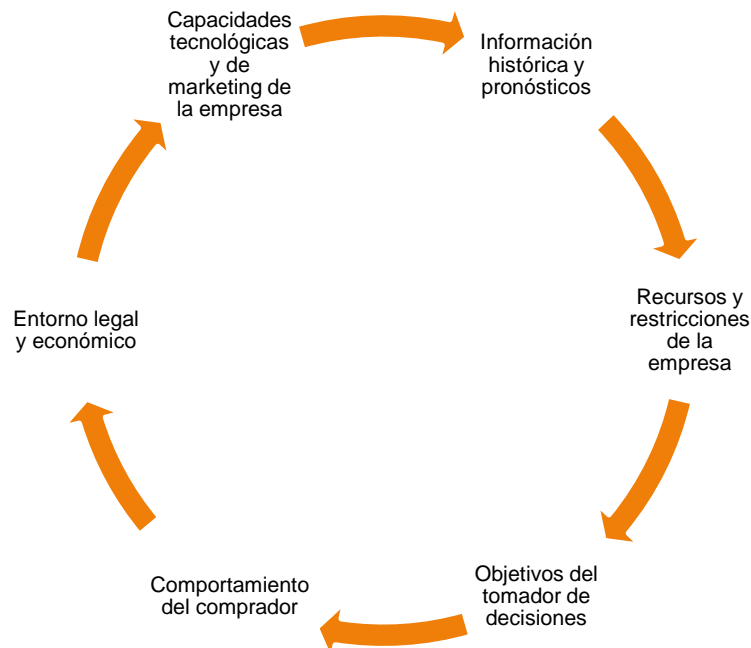 Capacidades
tecnológicas
y de
marketing de
la empresa
Información
histórica y
pronósticos
Recursos y
restricciones
de la
empresa
Objetivos del
tomador de
decisiones
Comportamiento
del comprador
Entorno legal
y económico